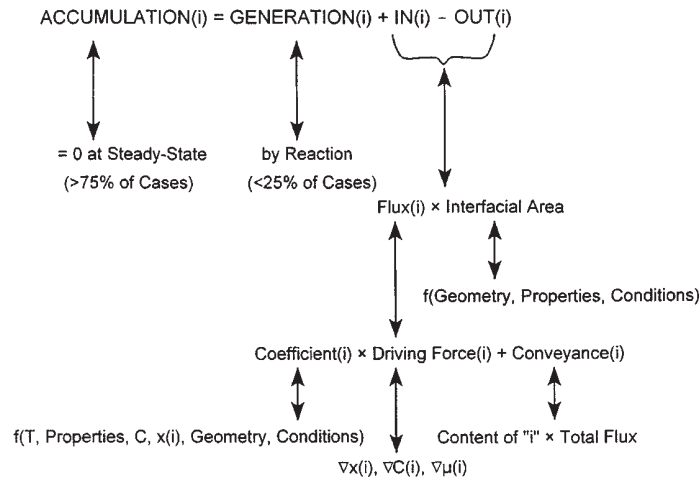 ACCUMULATION(i) = GENERATION(i) + IN(i) − OUT(i)
= 0 at Steady-State
(>75% of Cases)
by Reaction
(<25% of Cases)
Flux(i) × Interfacial Area
f(Geometry, Properties, Conditions)
Coefficient(i) × Driving Force(i) + Conveyance(i)
f(T, Properties, C, x(i), Geometry, Conditions)
Content of "i" × Total Flux
∇x(i), ∇C(i), ∇μ(i)